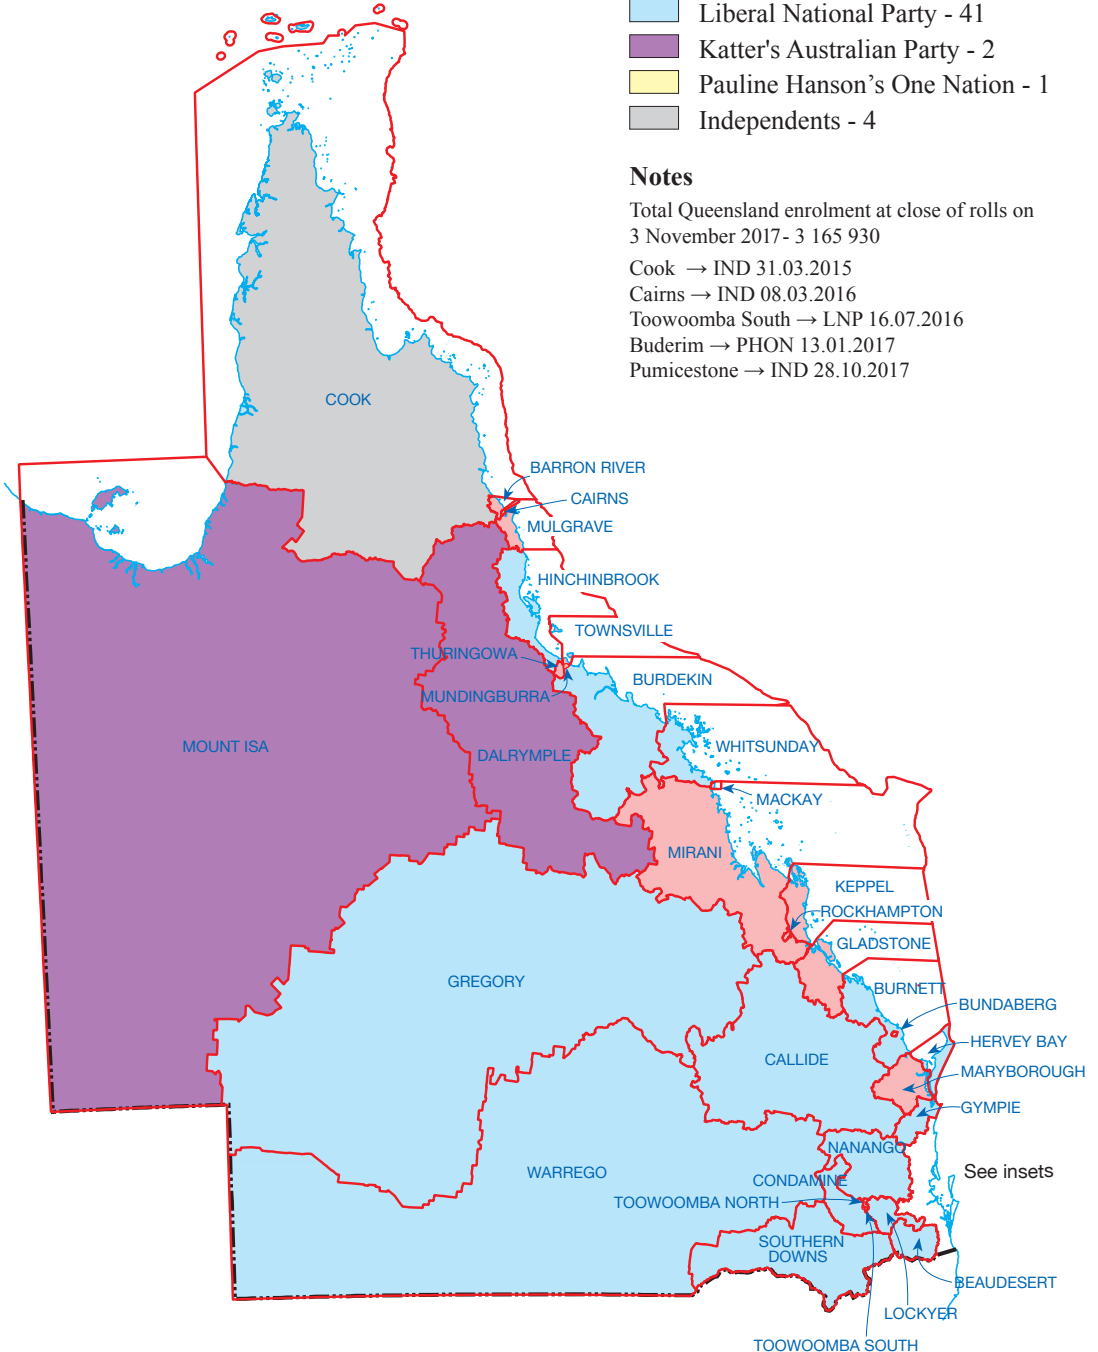 Liberal National Party - 41
Katter's Australian Party - 2
Pauline Hanson’s One Nation - 1
Independents - 4
Notes
Total Queensland enrolment at close of rolls on
3 November 2017- 3 165 930
Cook → IND 31.03.2015
Cairns → IND 08.03.2016
Toowoomba South → LNP 16.07.2016
Buderim → PHON 13.01.2017
Pumicestone → IND 28.10.2017
COOK
BARRON RIVER
CAIRNS
MULGRAVE
HINCHINBROOK
TOWNSVILLE
THURINGOWA
BURDEKIN
MUNDINGBURRA
MOUNT ISA
DALRYMPLE
WHITSUNDAY
MACKAY
MIRANI
KEPPEL
ROCKHAMPTON
GLADSTONE
GREGORY
BURNETT
BUNDABERG
HERVEY BAY
CALLIDE
MARYBOROUGH
GYMPIE
NANANGO
WARREGO
See insets
CONDAMINE
TOOWOOMBA NORTH
SOUTHERN
DOWNS
BEAUDESERT
LOCKYER
TOOWOOMBA SOUTH